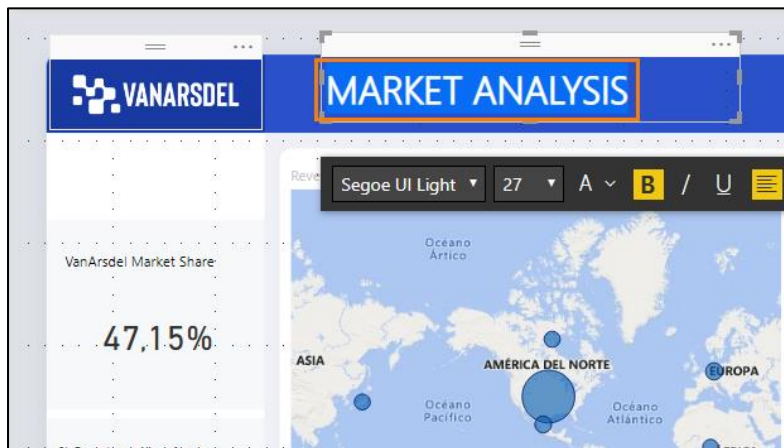 VANARSDEL
MARKET ANALYSIS
Reve
Segoe UI Light 27 A B / U
Océano
Ártico
VanArsdel Market Share
47,15%
ASIA
AMÉRICA DEL NORTE
EUROPA
Océano
Pacífico
Océano
Atlántico